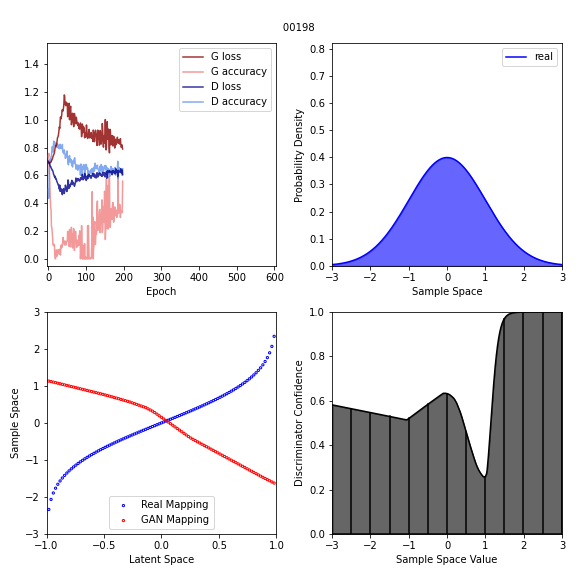 00198
1.4
1.2
1.0
0.8
0.6
0.4
0.2
0.0
G loss
G accuracy
D loss
D accuracy
0 100 200 300 400 500 600
Epoch
Probability Density
0.8
0.7
0.6
0.5
0.4
0.3
0.2
0.1
0.0
real
−3 −2 −1 0 1 2 3
Sample Space
Sample Space
3
2
1
0
−1
−2
−3
Real Mapping
GAN Mapping
−1.0 −0.5 0.0 0.5 1.0
Latent Space
Discriminator Confidence
1.0
0.8
0.6
0.4
0.2
0.0
−3 −2 −1 0 1 2 3
Sample Space Value